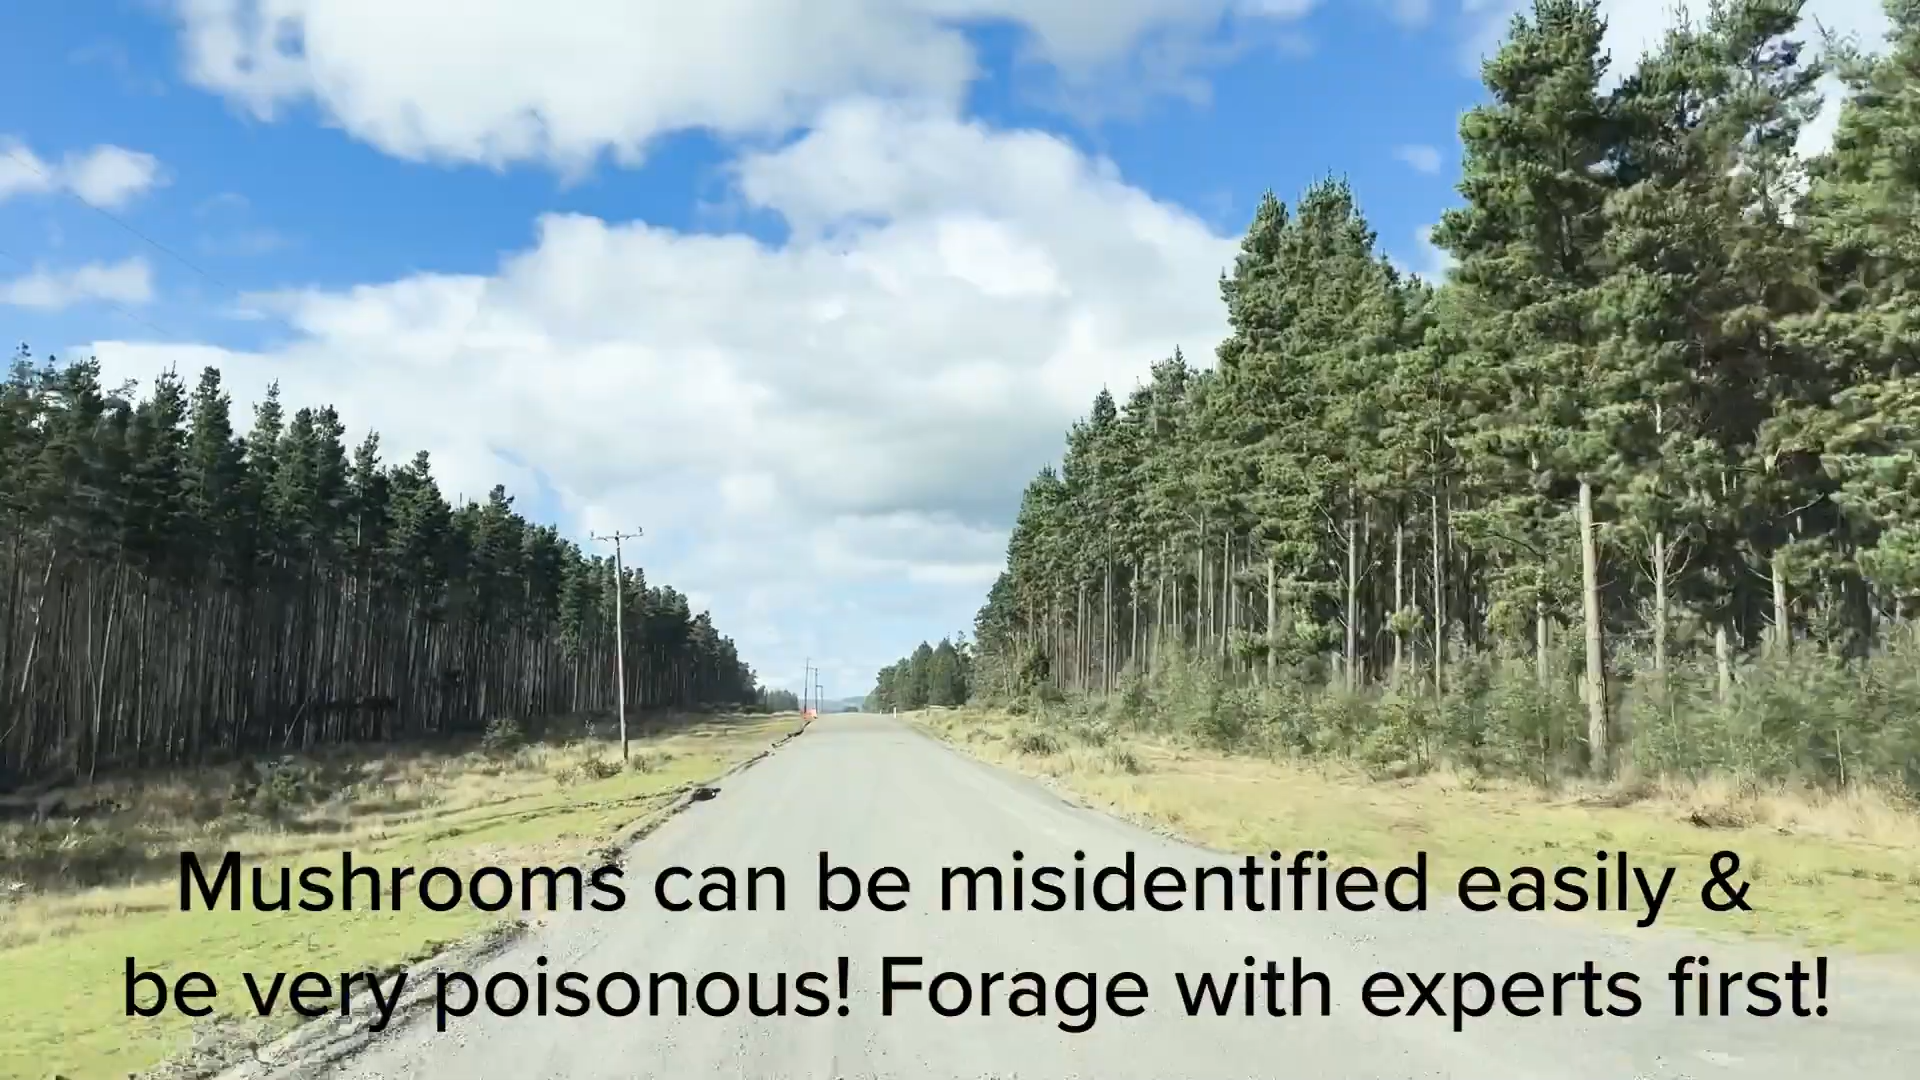 Mushrooms can be misidentified easily &
be very poisonous! Forage with experts first!